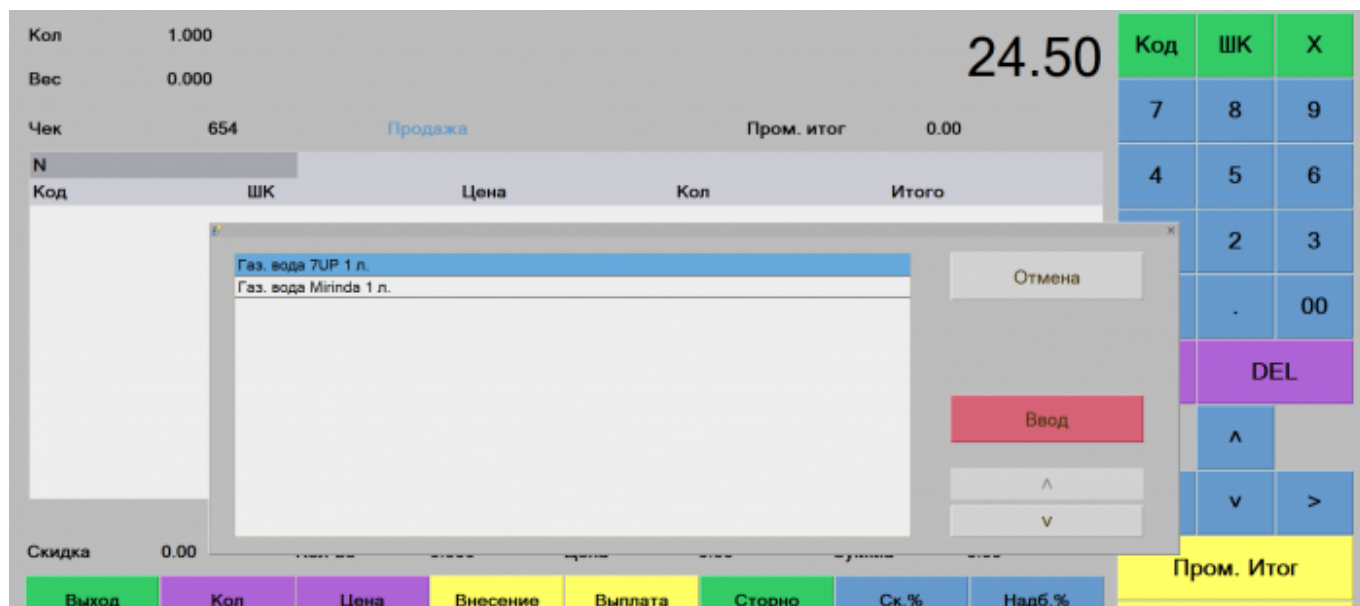 Кол 1.000
24.50
Вес 0.000
Чек 654 Продажа Пром. итог 0.00
N
Код ШК Цена Кол Итого
Газ. вода 7UP 1 л.
Газ. вода Mirinda 1 л.
Отмена
Ввод
^
v
Скидка 0.00
Выход Кол Цена Внесение Выплата Сторно Ск.% Надб.%
Код ШК X
7 8 9
4 5 6
2 3
. 00
DEL
^
v >
Пром. Итог